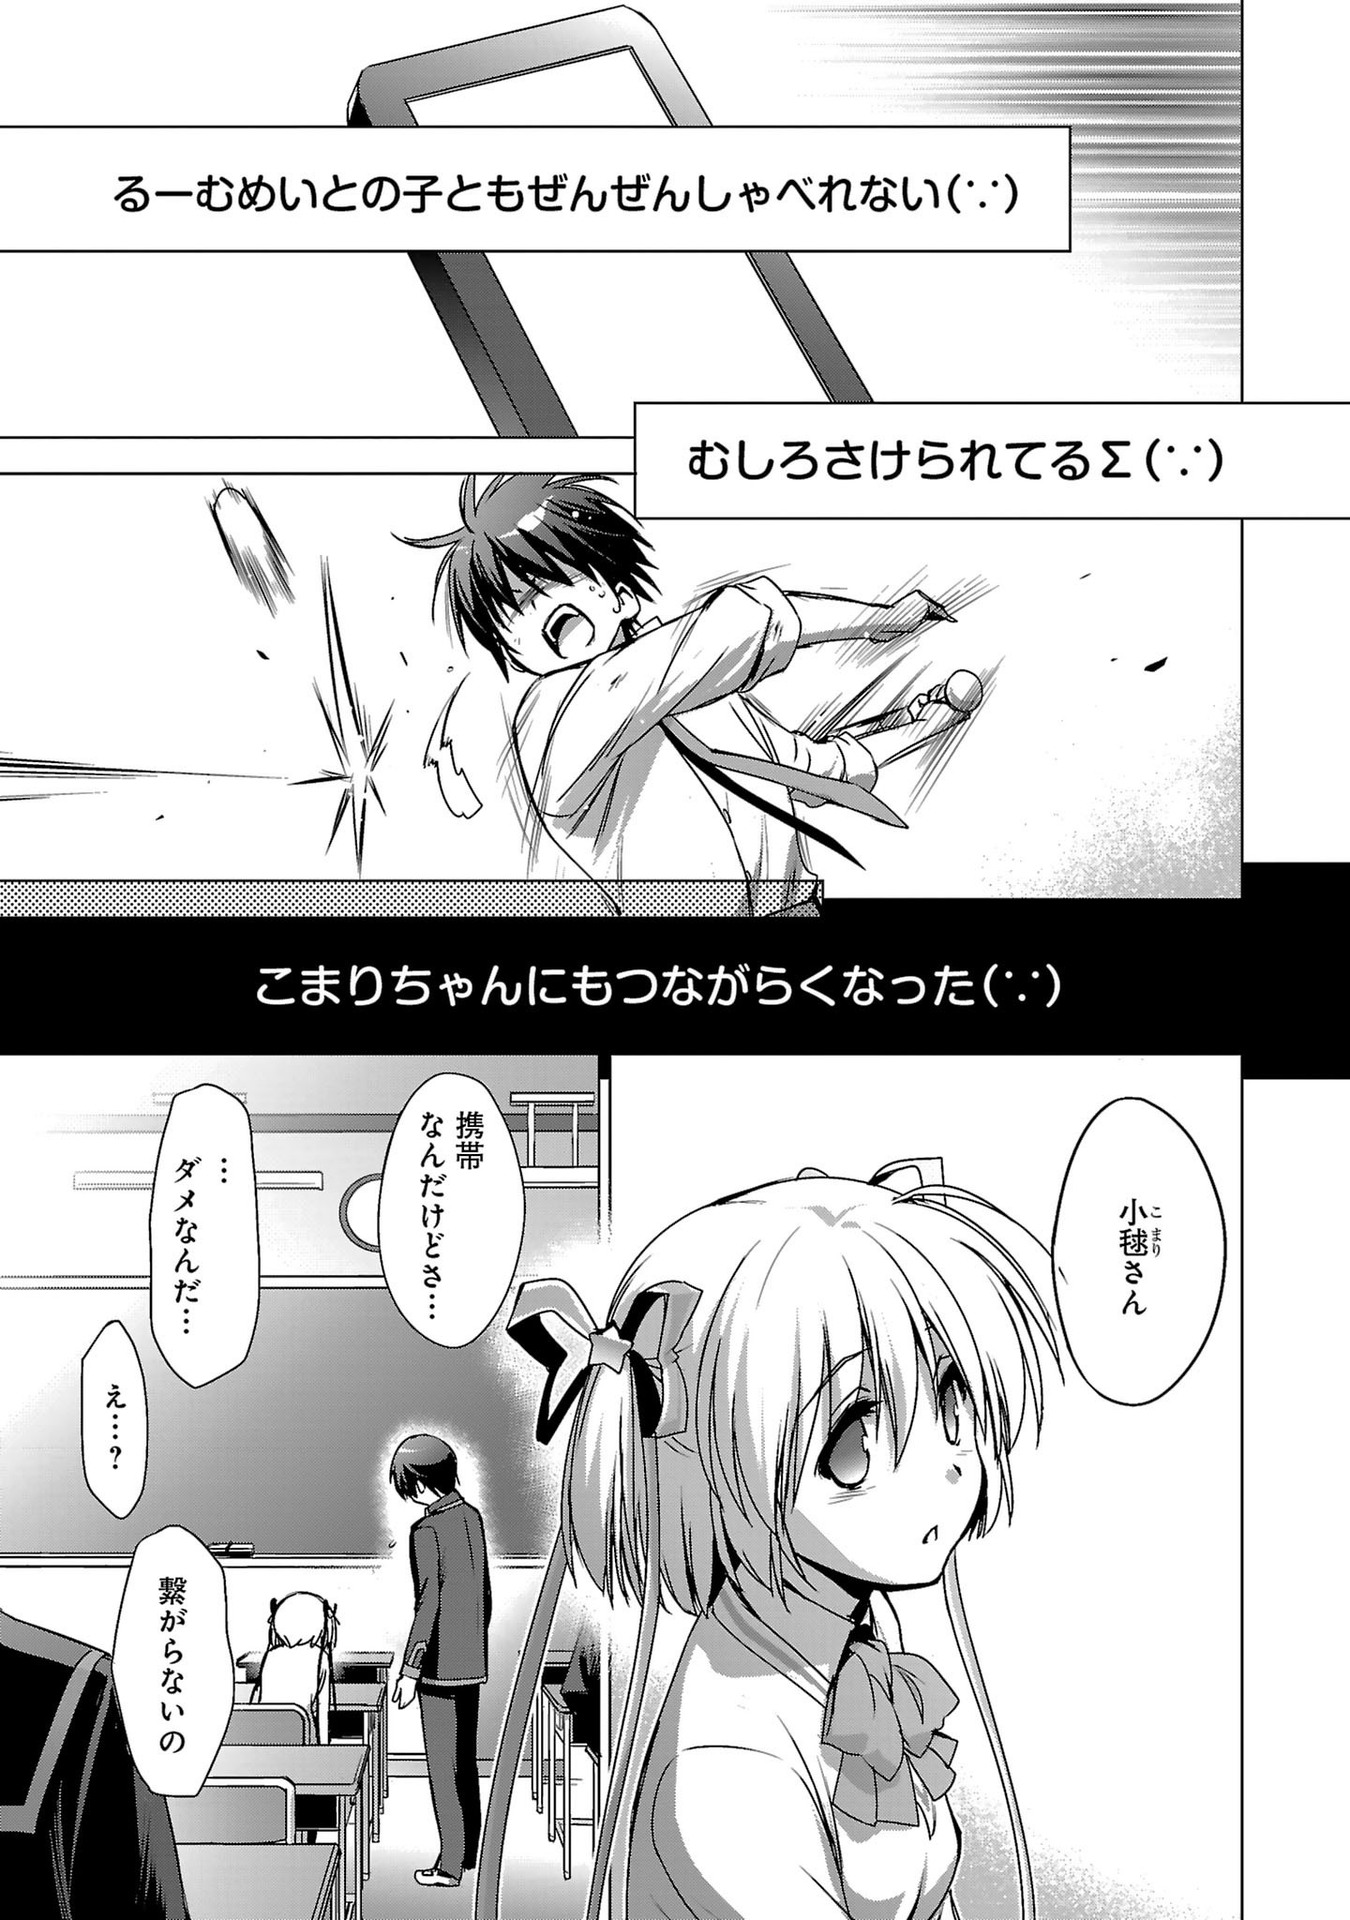 るーむめいとの子ともぜんぜんしゃべれない(∵)
むしろさけられてるΣ(∵)
こまりちゃんにもつながらくなった(∵)
小毬さん
こまり
携帯
なんだけどさ…
…
ダメなんだ…
え…?
繋がらないの